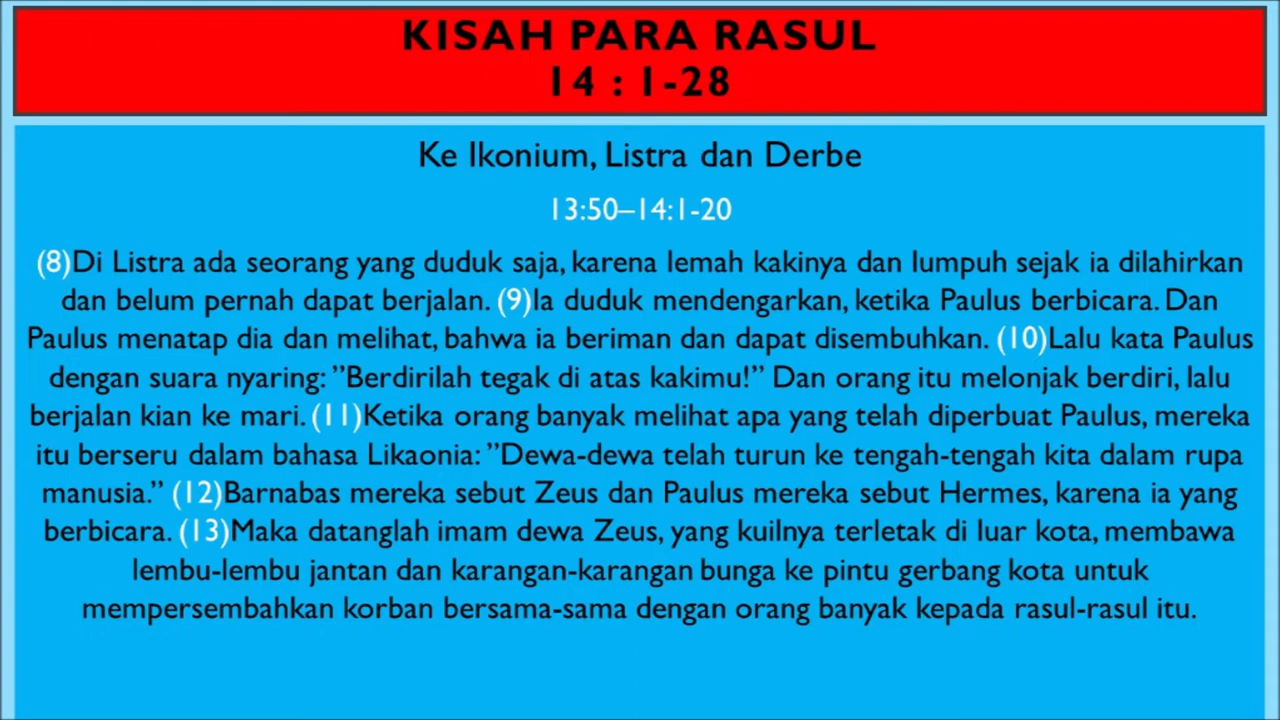 KISAH PARA RASUL
14 : 1-28
Ke Ikonium, Listra dan Derbe
13:50–14:1-20
(8)Di Listra ada seorang yang duduk saja, karena lemah kakinya dan lumpuh sejak ia dilahirkan
dan belum pernah dapat berjalan. (9)Ia duduk mendengarkan, ketika Paulus berbicara. Dan
Paulus menatap dia dan melihat, bahwa ia beriman dan dapat disembuhkan. (10)Lalu kata Paulus
dengan suara nyaring: ”Berdirilah tegak di atas kakimu!” Dan orang itu melonjak berdiri, lalu
berjalan kian ke mari. (11)Ketika orang banyak melihat apa yang telah diperbuat Paulus, mereka
itu berseru dalam bahasa Likaonia: ”Dewa-dewa telah turun ke tengah-tengah kita dalam rupa
manusia.” (12)Barnabas mereka sebut Zeus dan Paulus mereka sebut Hermes, karena ia yang
berbicara. (13)Maka datanglah imam dewa Zeus, yang kuilnya terletak di luar kota, membawa
lembu-lembu jantan dan karangan-karangan bunga ke pintu gerbang kota untuk
mempersembahkan korban bersama-sama dengan orang banyak kepada rasul-rasul itu.